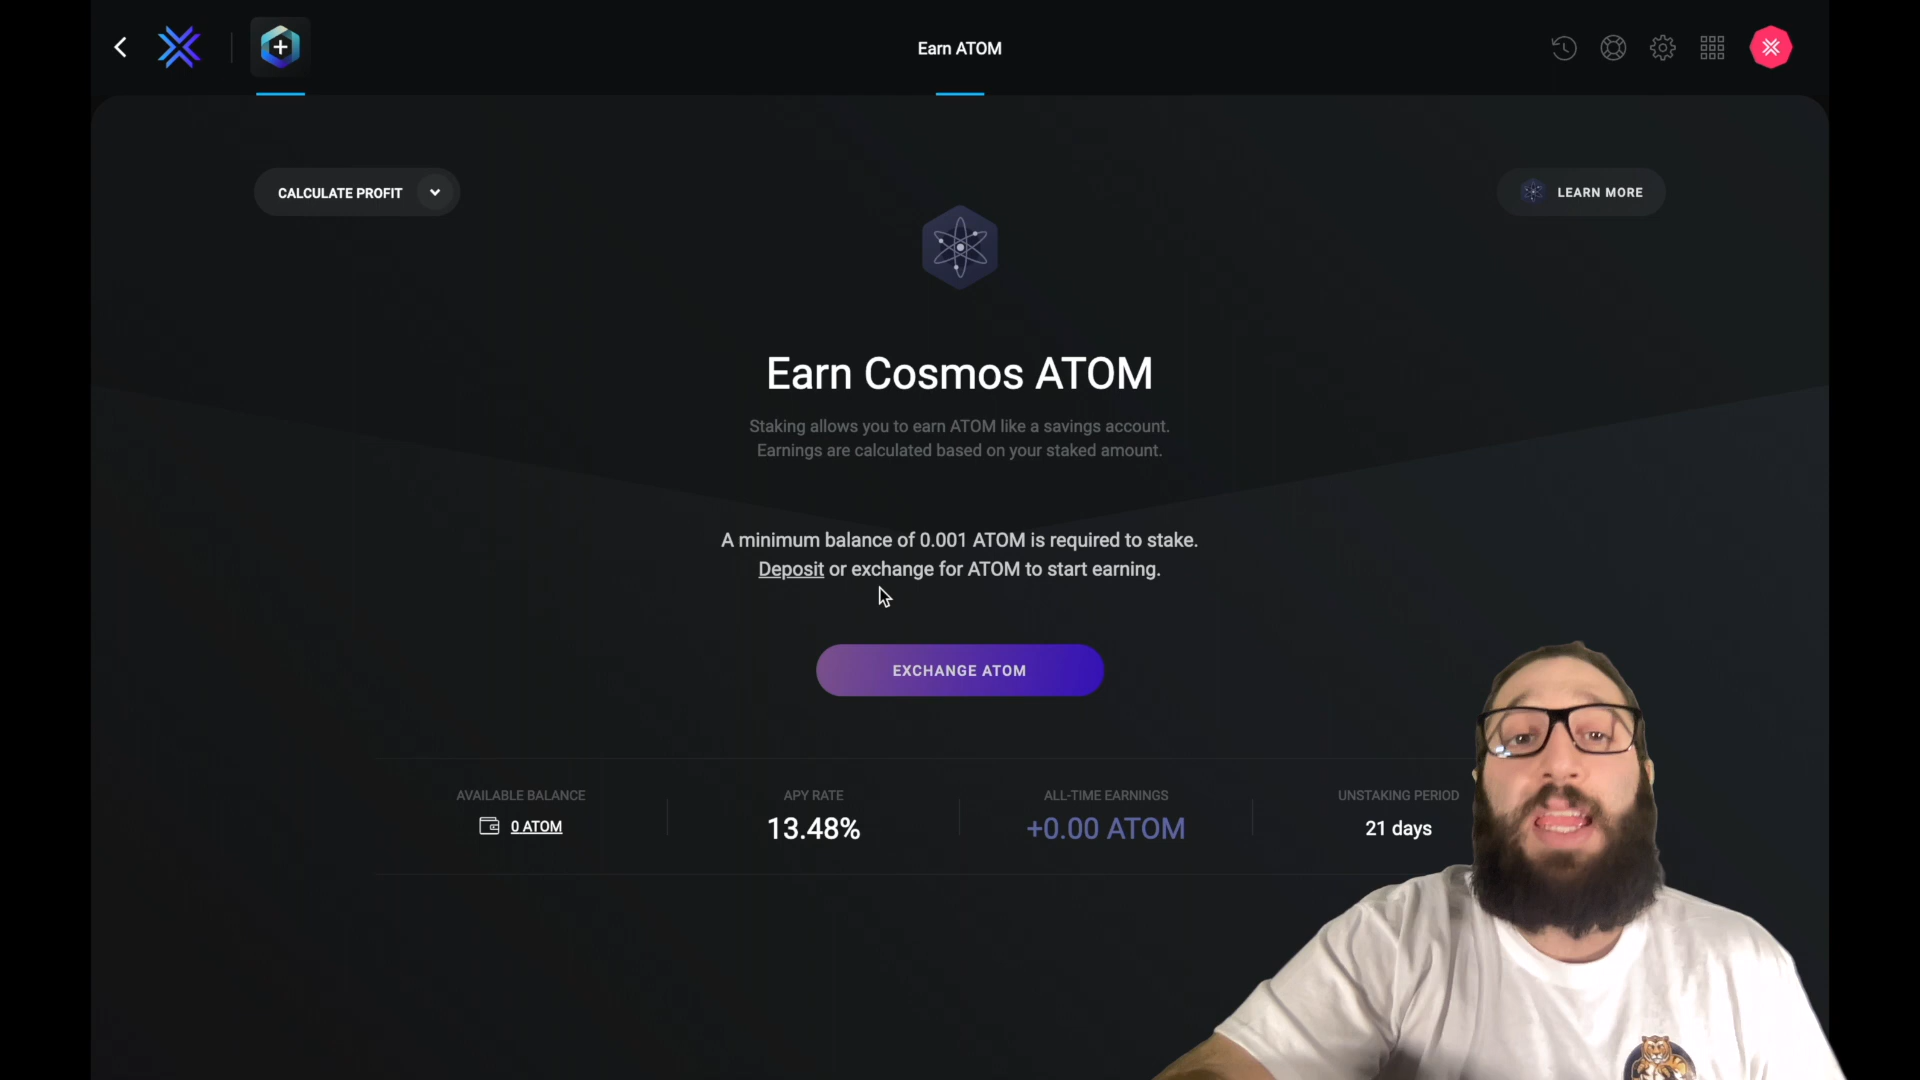 Earn ATOM
CALCULATE PROFIT
LEARN MORE
Earn Cosmos ATOM
Staking allows you to earn ATOM like a savings account.
Earnings are calculated based on your staked amount.
A minimum balance of 0.001 ATOM is required to stake.
Deposit or exchange for ATOM to start earning.
EXCHANGE ATOM
AVAILABLE BALANCE
0 ATOM
APY RATE
13.48%
ALL-TIME EARNINGS
+0.00 ATOM
UNSTAKING PERIOD
21 days